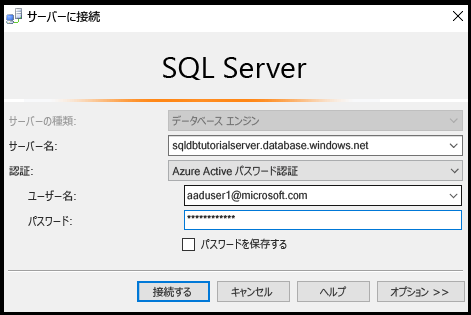 サーバーに接続
SQL Server
サーバーの種類: データベース エンジン
サーバー名: sqldbtutorialserver.database.windows.net
認証: Azure Active パスワード認証
ユーザー名: aaduser1@microsoft.com
パスワード: ************
パスワードを保存する
接続する キャンセル ヘルプ オプション >>